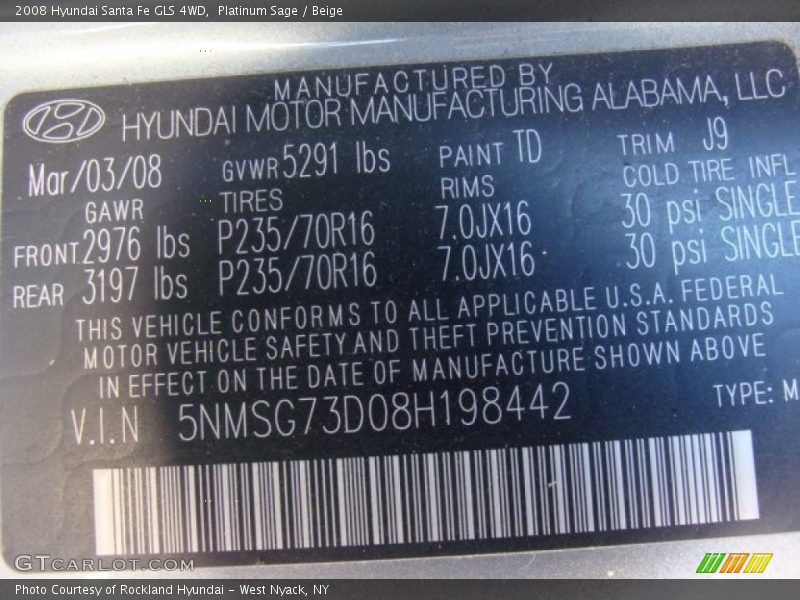 2008 Hyundai Santa Fe GLS 4WD,  Platinum Sage / Beige
MANUFACTURED BY
HYUNDAI MOTOR MANUFACTURING ALABAMA, LLC
Mar/03/08 GVWR 5291 lbs PAINT TD TRIM J9
GAWR TIRES RIMS COLD TIRE INFL
FRONT 2976 lbs P235/70R16 7.0JX16 30 psi SINGLE
REAR 3197 lbs P235/70R16 7.0JX16 30 psi SINGLE
THIS VEHICLE CONFORMS TO ALL APPLICABLE U.S.A. FEDERAL
MOTOR VEHICLE SAFETY AND THEFT PREVENTION STANDARDS
IN EFFECT ON THE DATE OF MANUFACTURE SHOWN ABOVE
V.I.N 5NMSG73D08H198442 TYPE: M
GTCARLOT.COM
Photo Courtesy of Rockland Hyundai - West Nyack, NY